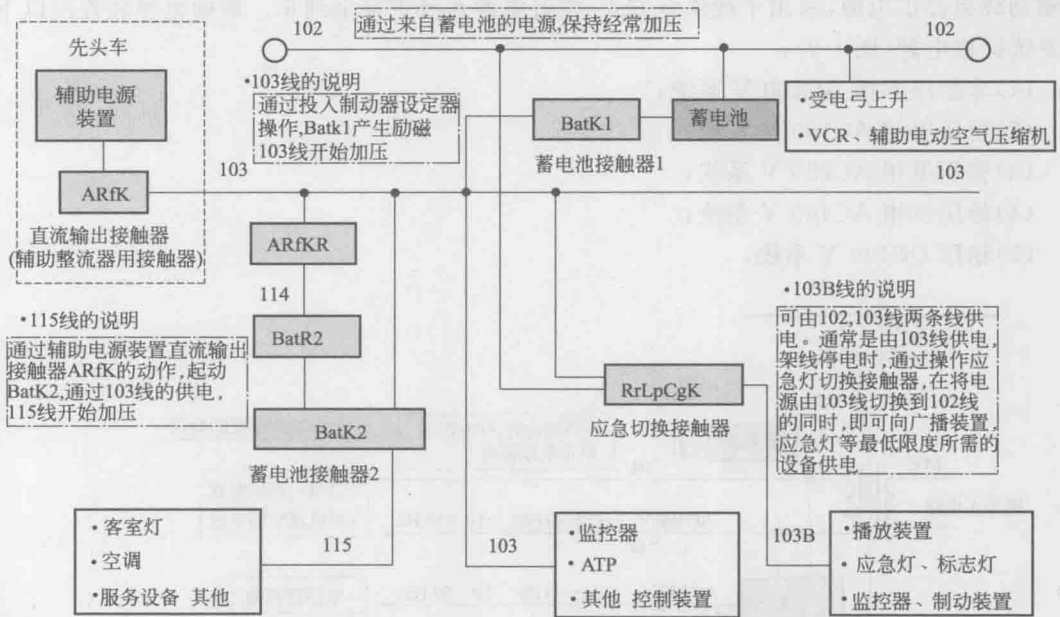 先头车
辅助电源
装置
ARfK
直流输出接触器
(辅助整流器用接触器)
102
通过来自蓄电池的电源,保持经常加压
102
•103线的说明
通过投入制动器设定器
操作,Batk1产生励磁
103线开始加压
BatK1
蓄电池
蓄电池接触器1
•受电弓上升
•VCR、辅助电动空气压缩机
103
103
ARfKR
114
BatR2
BatK2
蓄电池接触器2
•115线的说明
通过辅助电源装置直流输出
接触器ARfK的动作,起动
BatK2,通过103线的供电,
115线开始加压
RrLpCgK
应急切换接触器
•103B线的说明
可由102,103线两条线供
电。通常是由103线供电,
架线停电时,通过操作应
急灯切换接触器,在将电
源由103线切换到102线
的同时,即可向广播装置,
应急灯等最低限度所需的
设备供电
•客室灯
•空调
•服务设备 其他
115
103
•监控器
•ATP
•其他 控制装置
103B
•播放装置
•应急灯、标志灯
•监控器、制动装置